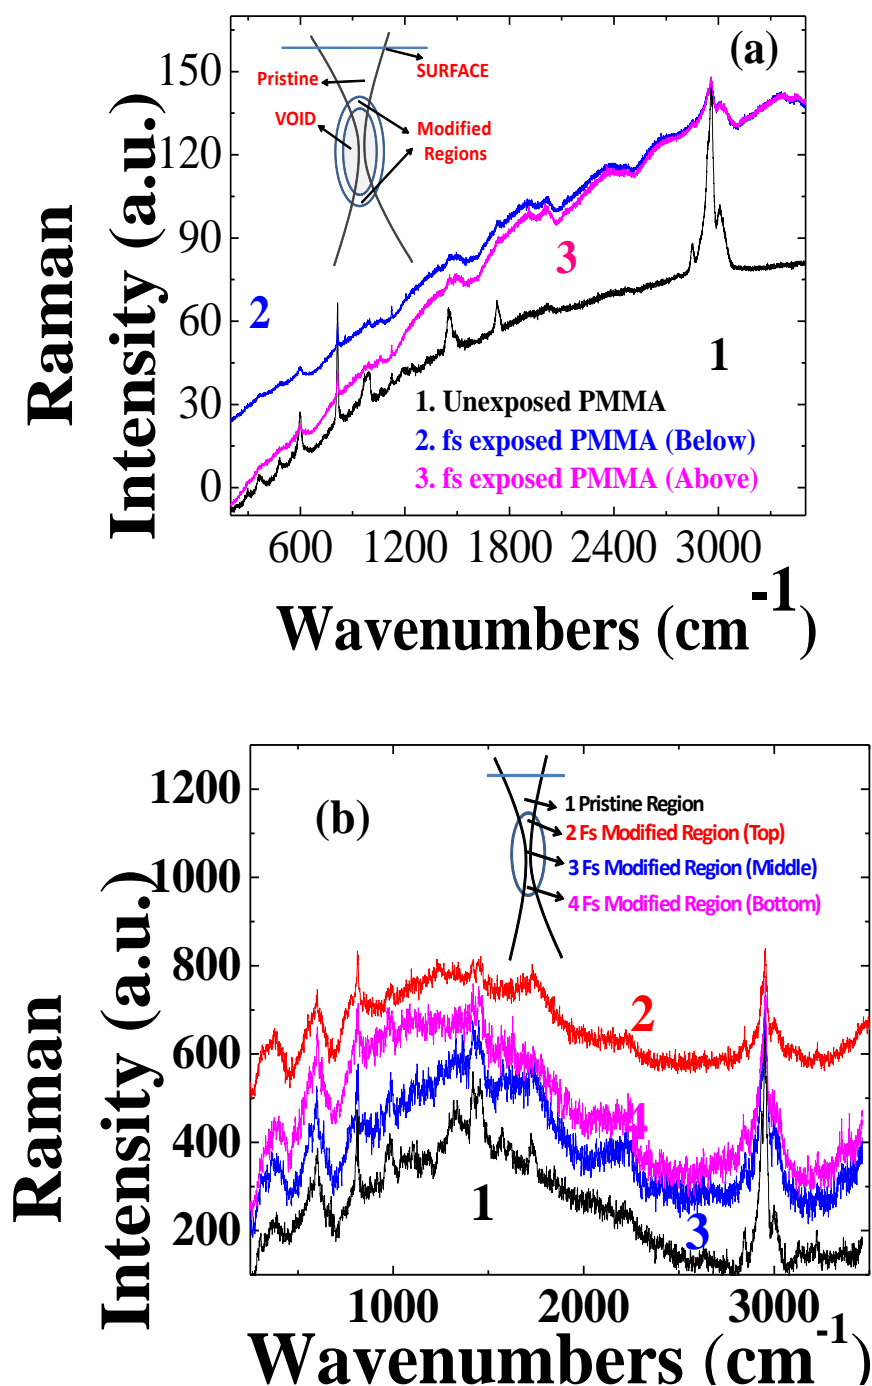 (a)
SURFACE
Pristine
VOID
Modified
Regions
150
120
90
60
30
0
2
3
1
1. Unexposed PMMA
2. fs exposed PMMA (Below)
3. fs exposed PMMA (Above)
600 1200 1800 2400 3000
Raman
Intensity (a.u.)
Wavenumbers (cm-1)
(b)
1 Pristine Region
2 Fs Modified Region (Top)
3 Fs Modified Region (Middle)
4 Fs Modified Region (Bottom)
1200
1000
800
600
400
200
2
4
1
3
1000 2000 3000
Raman
Intensity (a.u.)
Wavenumbers (cm-1